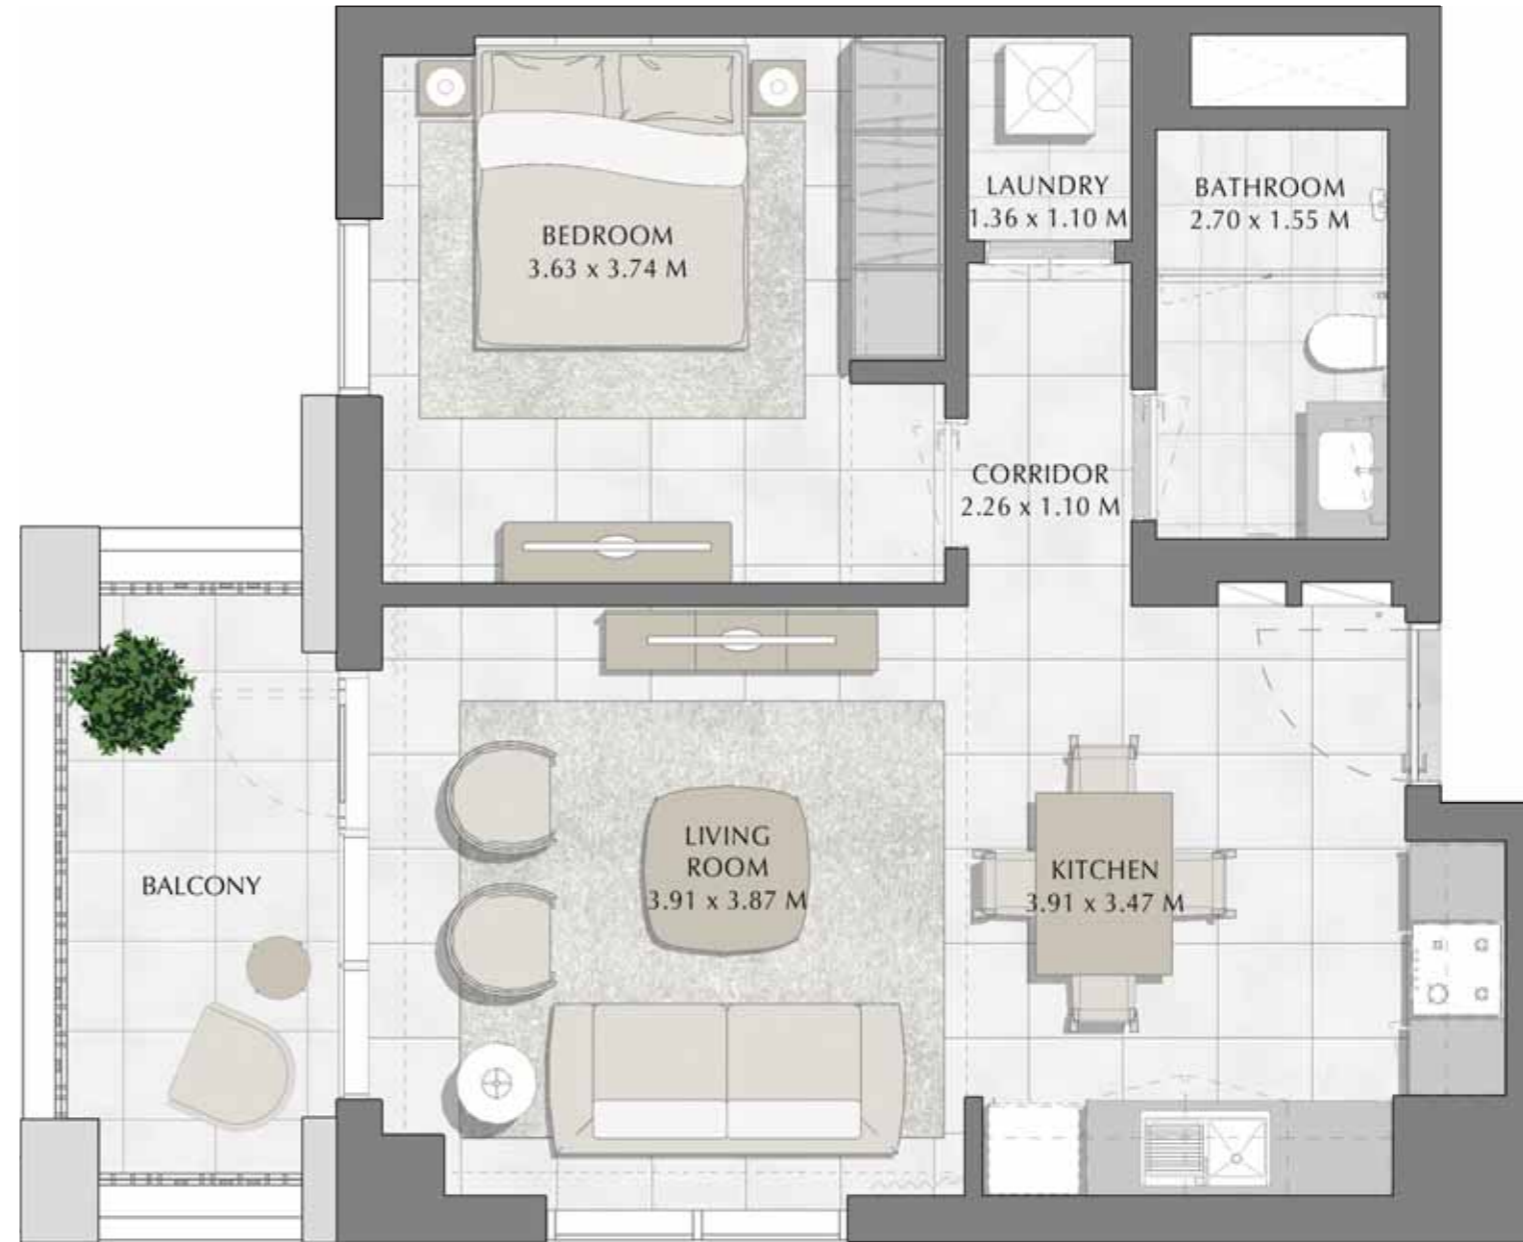 BEDROOM
3.63 x 3.74 M
LAUNDRY
1.36 x 1.10 M
BATHROOM
2.70 x 1.55 M
CORRIDOR
2.26 x 1.10 M
BALCONY
LIVING
ROOM
3.91 x 3.87 M
KITCHEN
3.91 x 3.47 M